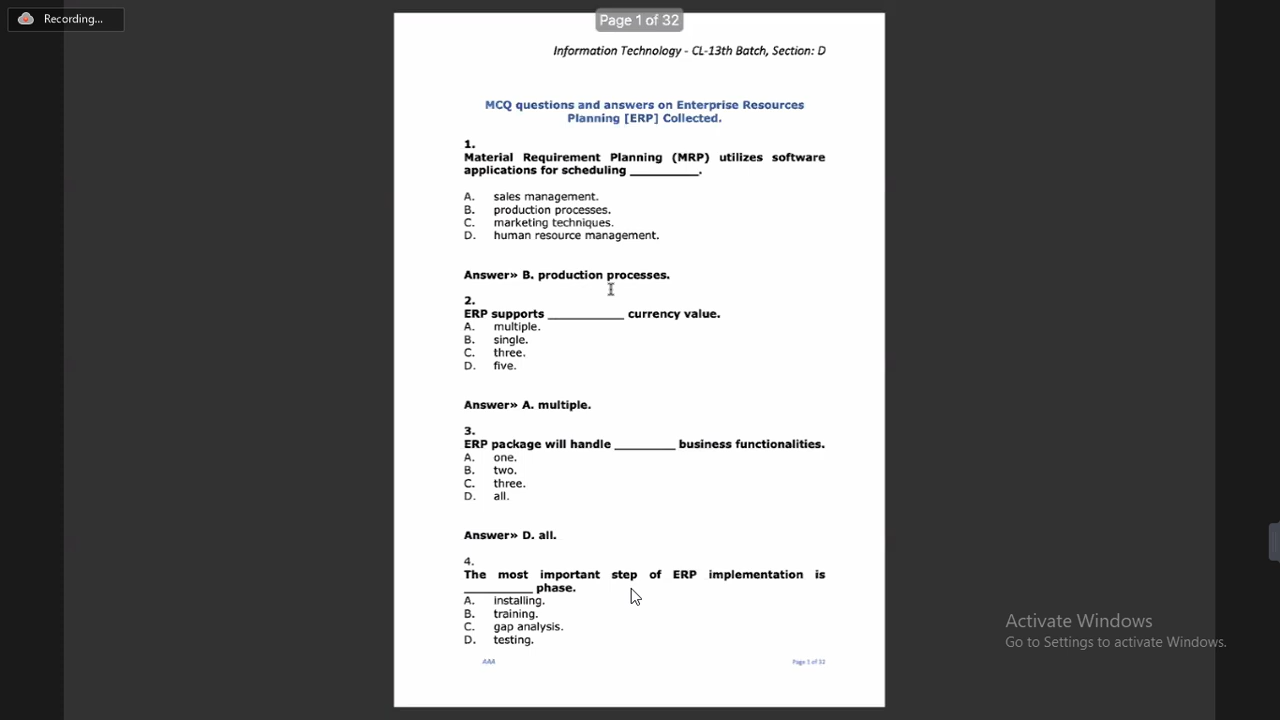 Recording...
Page 1 of 32
Information Technology - CL-13th Batch, Section: D
MCQ questions and answers on Enterprise Resources
Planning [ERP] Collected.
1.
Material Requirement Planning (MRP) utilizes software
applications for scheduling __________.
A. sales management.
B. production processes.
C. marketing techniques.
D. human resource management.
Answer» B. production processes.
2.
ERP supports ___________ currency value.
A. multiple.
B. single.
C. three.
D. five.
Answer» A. multiple.
3.
ERP package will handle _________ business functionalities.
A. one.
B. two.
C. three.
D. all.
Answer» D. all.
4.
The most important step of ERP implementation is
__________ phase.
A. installing.
B. training.
C. gap analysis.
D. testing.
AAA
Page 1 of 32
Activate Windows
Go to Settings to activate Windows.